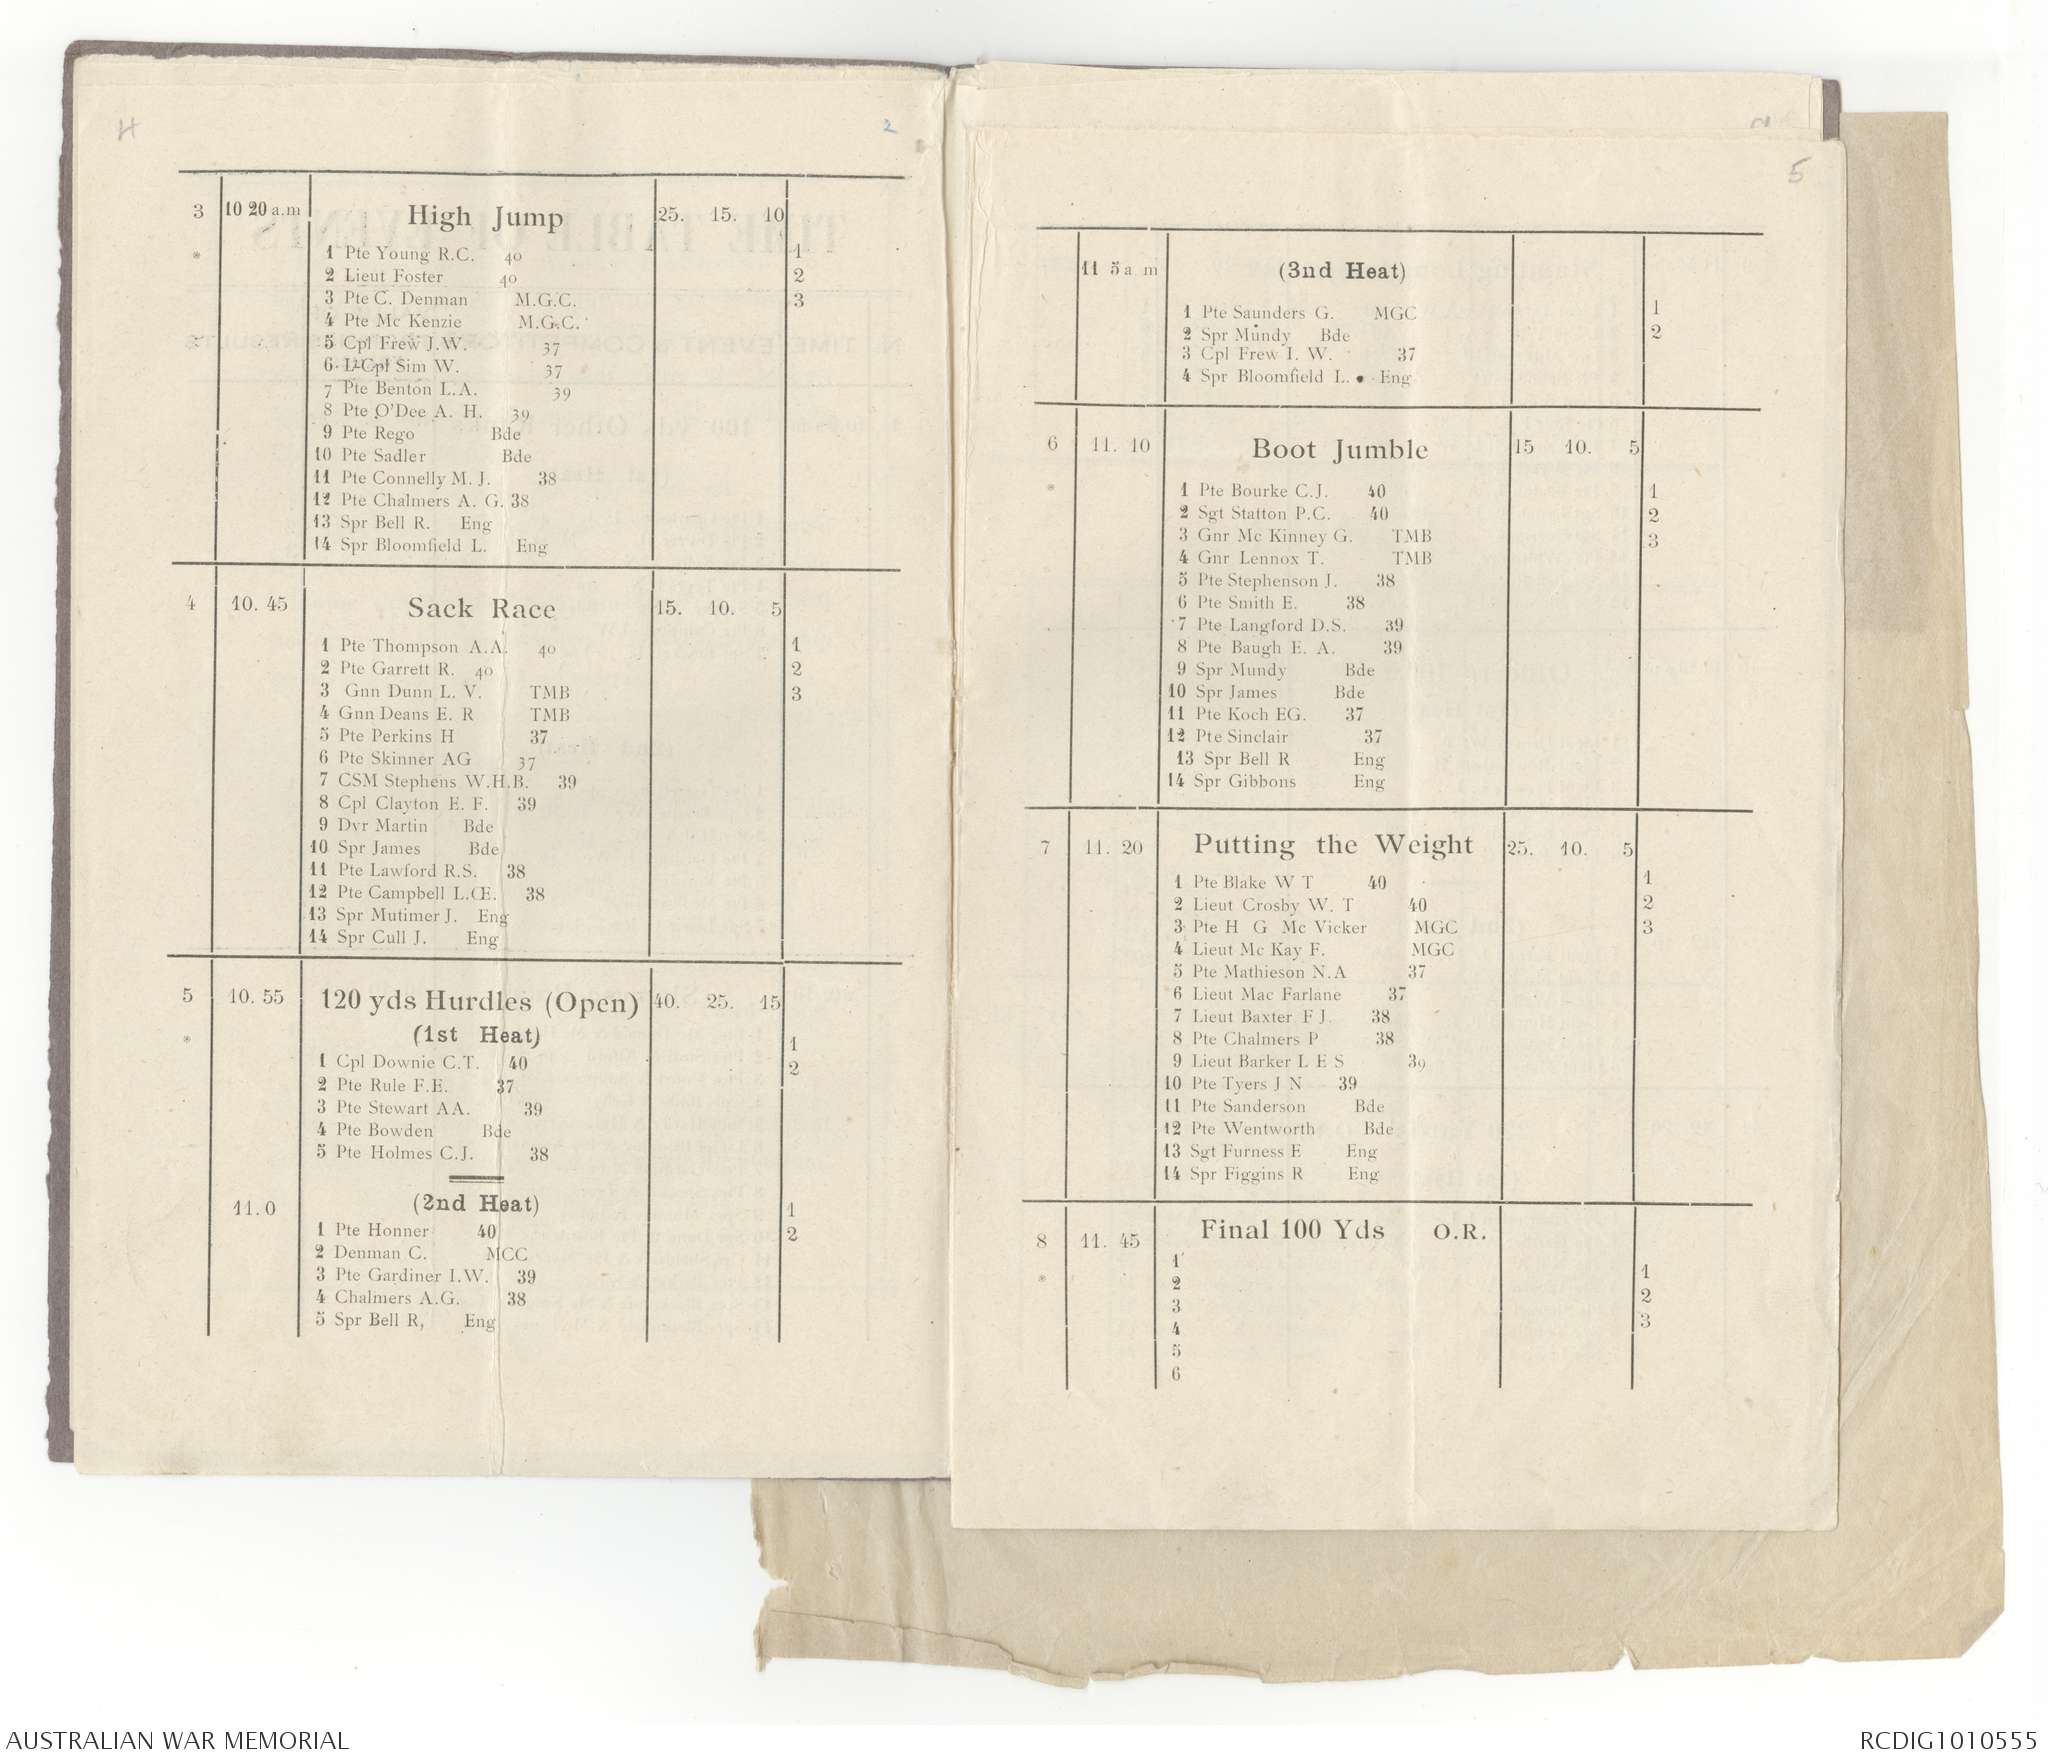 H 2
3 10 20 a.m High Jump 25. 15. 10
* 1 Pte Young R.C. 40 1
2 Lieut Foster 40 2
3 Pte C. Denman M.G.C. 3
4 Pte Mc Kenzie M.G.C.
5 Cpl Frew J.W. 37
6 L-Cpl Sim W. 37
7 Pte Benton L.A. 39
8 Pte O'Dee A. H. 39
9 Pte Rego Bde
10 Pte Sadler Bde
11 Pte Connelly M. J. 38
12 Pte Chalmers A. G. 38
13 Spr Bell R. Eng
14 Spr Bloomfield L. Eng
4 10. 45 Sack Race 15. 10. 5
1 Pte Thompson A.A. 40 1
2 Pte Garrett R. 40 2
3 Gnn Dunn L. V. TMB 3
4 Gnn Deans E. R TMB
5 Pte Perkins H 37
6 Pte Skinner AG 37
7 CSM Stephens W.H.B. 39
8 Cpl Clayton E. F. 39
9 Dvr Martin Bde
10 Spr James Bde
11 Pte Lawford R.S. 38
12 Pte Campbell L.Œ. 38
13 Spr Mutimer J. Eng
14 Spr Cull J. Eng
5 10. 55 120 yds Hurdles (Open) 40. 25. 15
(1st Heat)
* 1 Cpl Downie C.T. 40 1
2 Pte Rule F.E. 37 2
3 Pte Stewart AA. 39
4 Pte Bowden Bde
5 Pte Holmes C.J. 38
11. 0 (2nd Heat)
1 Pte Honner 40 1
2 Denman C. MCC 2
3 Pte Gardiner I.W. 39
4 Chalmers A.G. 38
5 Spr Bell R, Eng
5
11 5 a m (3nd Heat)
1 Pte Saunders G. MGC 1
2 Spr Mundy Bde 2
3 Cpl Frew I. W. 37
4 Spr Bloomfield L. Eng
6 11. 10 Boot Jumble 15 10. 5
* 1 Pte Bourke C.J. 40 1
2 Sgt Statton P.C. 40 2
3 Gnr Mc Kinney G. TMB 3
4 Gnr Lennox T. TMB
5 Pte Stephenson J. 38
6 Pte Smith E. 38
7 Pte Langford D.S. 39
8 Pte Baugh E. A. 39
9 Spr Mundy Bde
10 Spr James Bde
11 Pte Koch EG. 37
12 Pte Sinclair 37
13 Spr Bell R Eng
14 Spr Gibbons Eng
7 11. 20 Putting the Weight 25. 10. 5
1 Pte Blake W T 40 1
2 Lieut Crosby W. T 40 2
3 Pte H G Mc Vicker MGC 3
4 Lieut Mc Kay F. MGC
5 Pte Mathieson N.A 37
6 Lieut Mac Farlane 37
7 Lieut Baxter F J. 38
8 Pte Chalmers P 38
9 Lieut Barker L E S 39
10 Pte Tyers J N 39
11 Pte Sanderson Bde
12 Pte Wentworth Bde
13 Sgt Furness E Eng
14 Spr Figgins R Eng
8 11. 45 Final 100 Yds O.R.
1
* 2 1
3 2
4 3
5
6
AUSTRALIAN WAR MEMORIAL RCDIG1010555